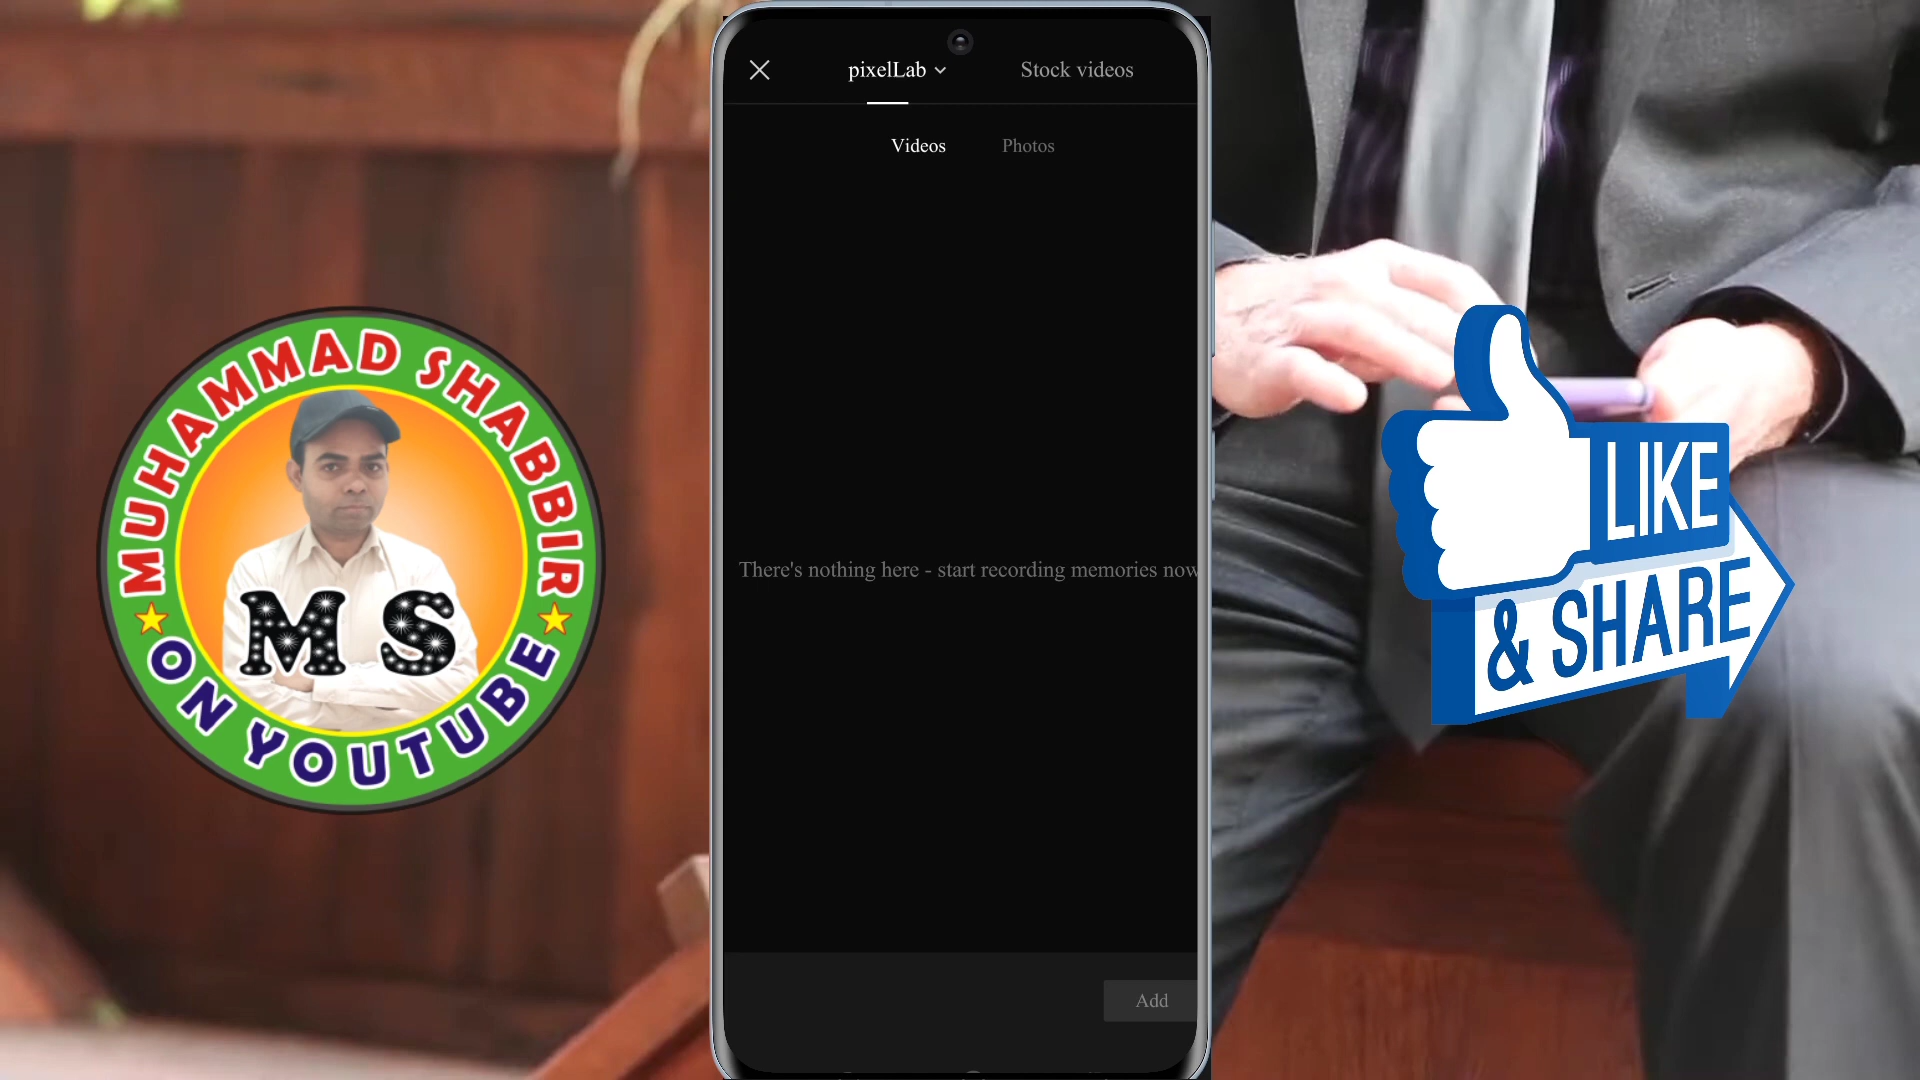 pixelLab
Stock videos
Videos
Photos
There's nothing here - start recording memories now
Add
MUHAMMAD SHABBIR
ON YOUTUBE
M S
LIKE
& SHARE